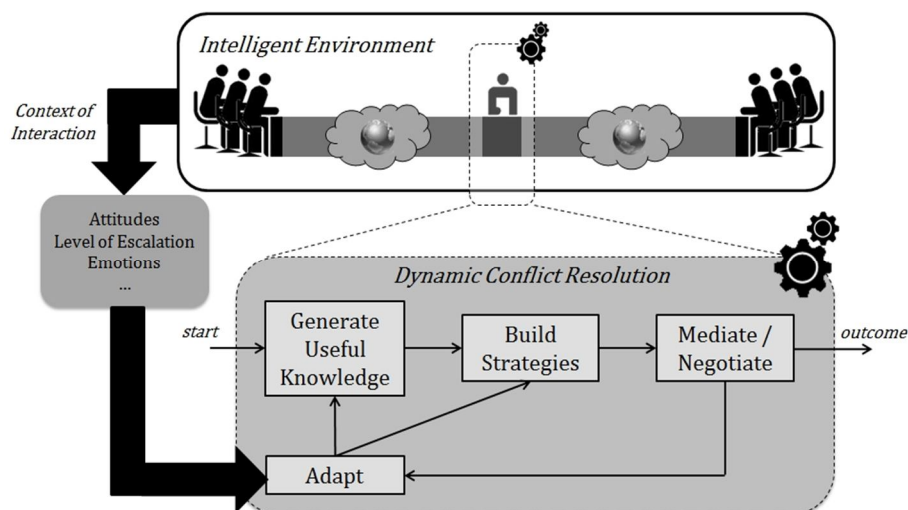 Intelligent Environment
Context of
Interaction
Attitudes
Level of Escalation
Emotions
...
Dynamic Conflict Resolution
start
Generate
Useful
Knowledge
Build
Strategies
Mediate /
Negotiate
outcome
Adapt